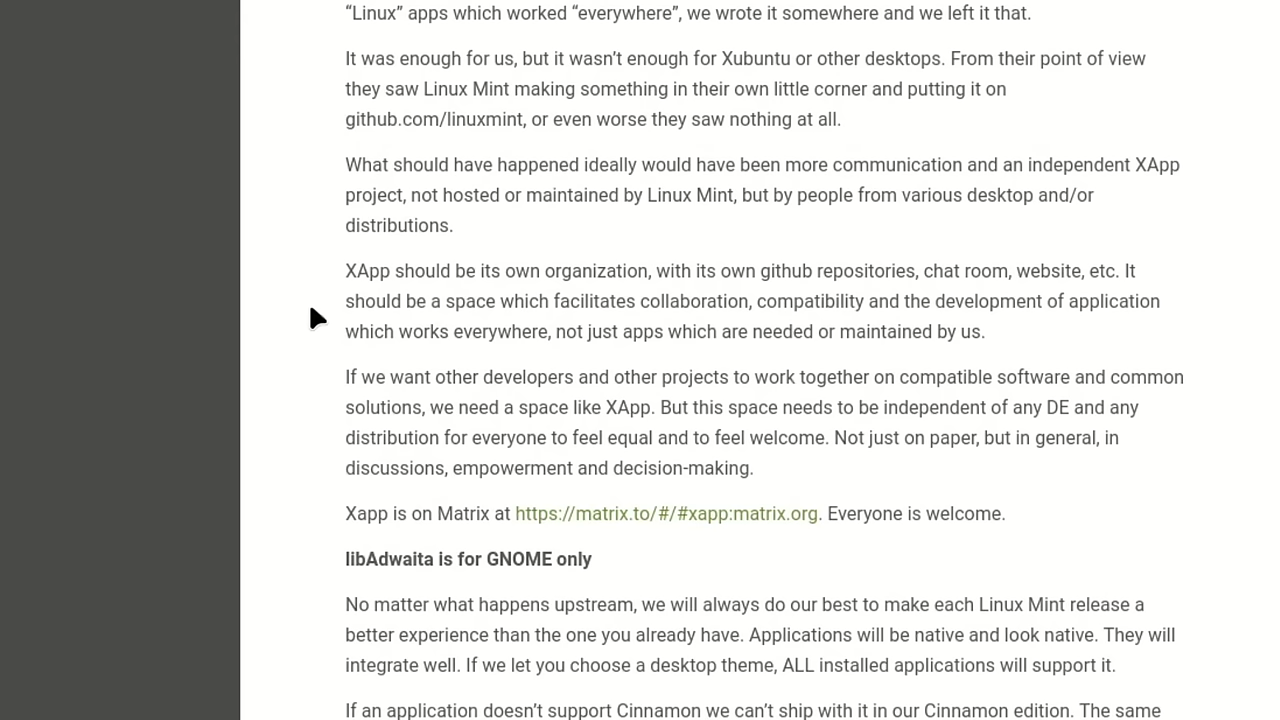 “Linux” apps which worked “everywhere”, we wrote it somewhere and we left it that.
It was enough for us, but it wasn’t enough for Xubuntu or other desktops. From their point of view
they saw Linux Mint making something in their own little corner and putting it on
github.com/linuxmint, or even worse they saw nothing at all.
What should have happened ideally would have been more communication and an independent XApp
project, not hosted or maintained by Linux Mint, but by people from various desktop and/or
distributions.
XApp should be its own organization, with its own github repositories, chat room, website, etc. It
should be a space which facilitates collaboration, compatibility and the development of application
which works everywhere, not just apps which are needed or maintained by us.
If we want other developers and other projects to work together on compatible software and common
solutions, we need a space like XApp. But this space needs to be independent of any DE and any
distribution for everyone to feel equal and to feel welcome. Not just on paper, but in general, in
discussions, empowerment and decision-making.
Xapp is on Matrix at https://matrix.to/#/#xapp:matrix.org. Everyone is welcome.
libAdwaita is for GNOME only
No matter what happens upstream, we will always do our best to make each Linux Mint release a
better experience than the one you already have. Applications will be native and look native. They will
integrate well. If we let you choose a desktop theme, ALL installed applications will support it.
If an application doesn’t support Cinnamon we can’t ship with it in our Cinnamon edition. The same